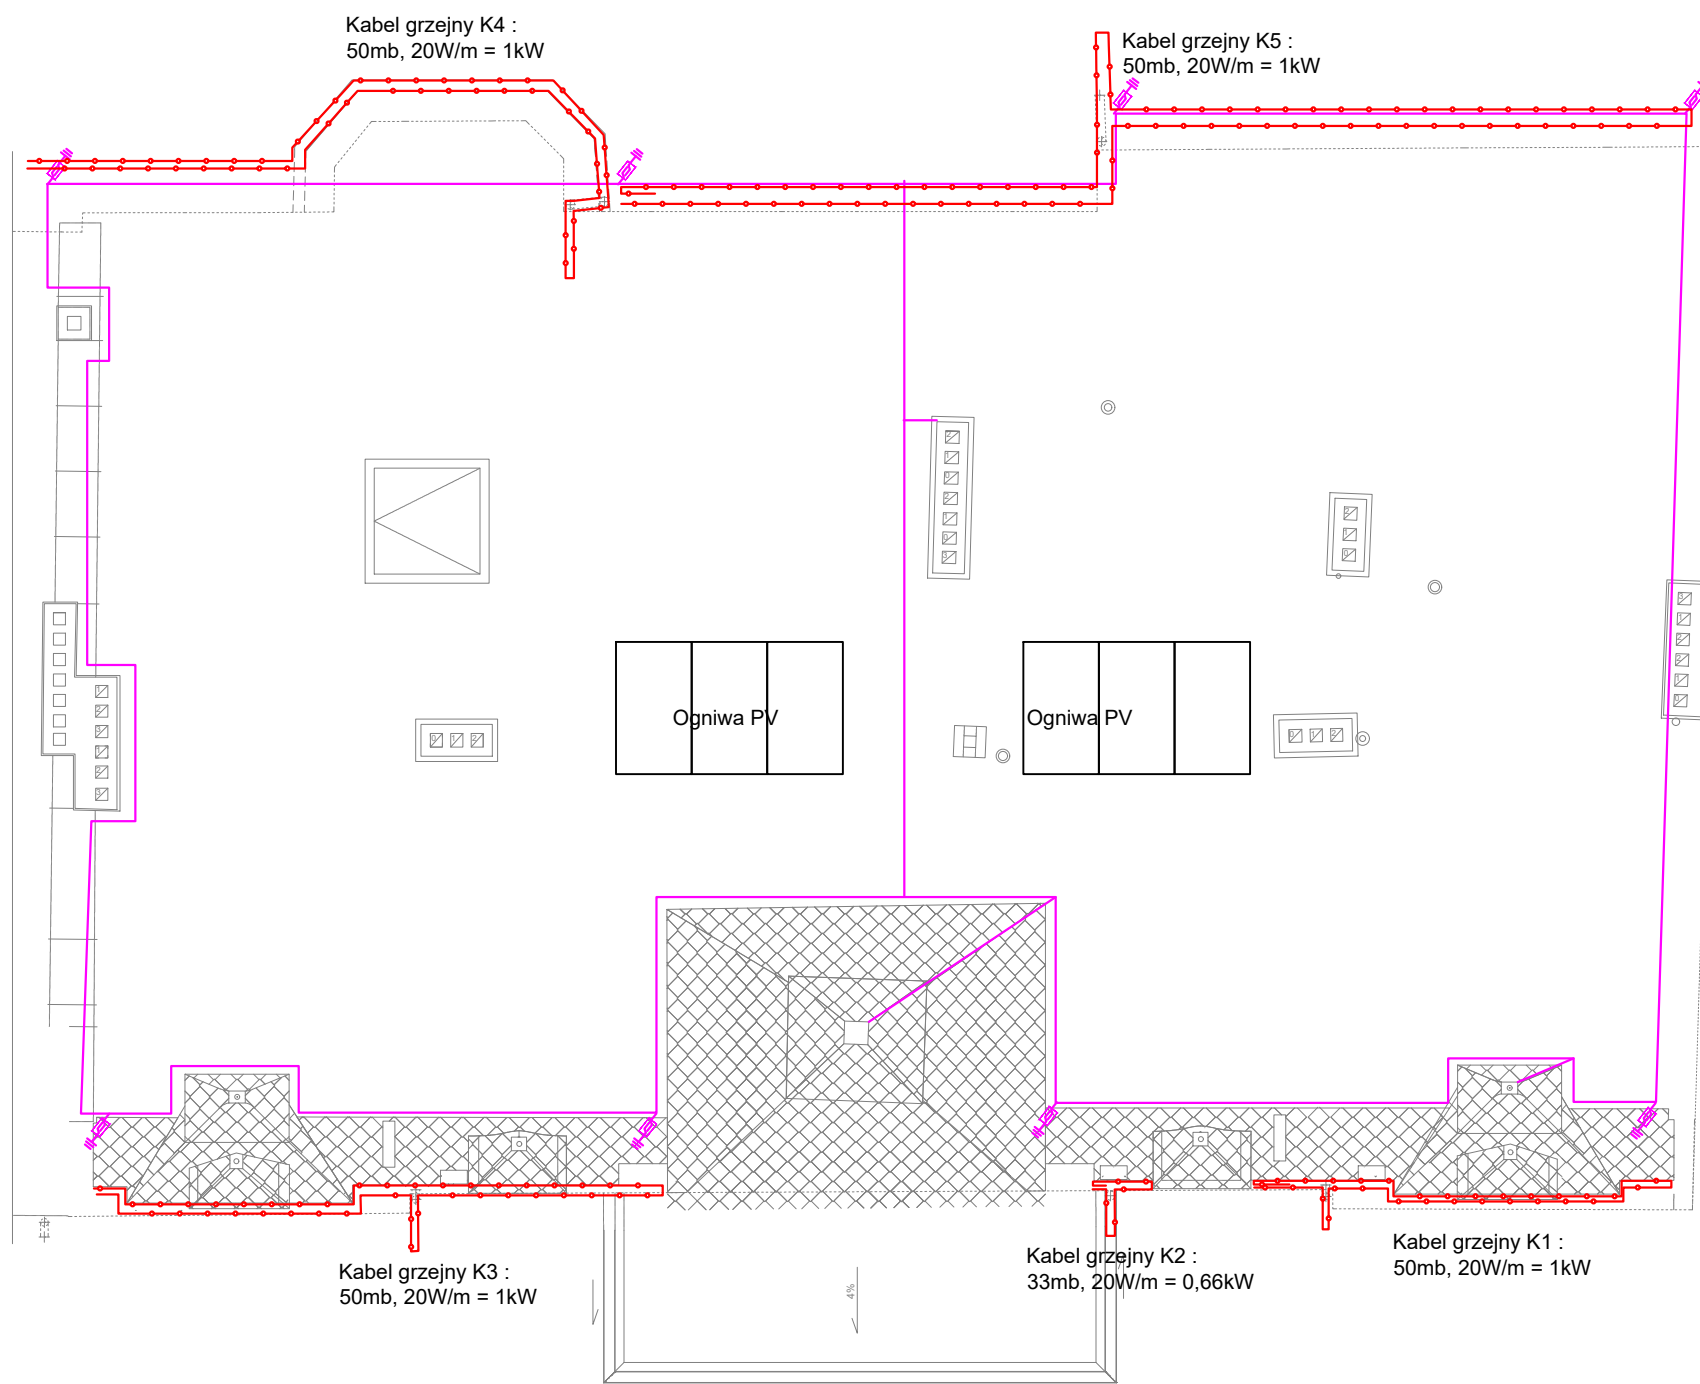 Kabel grzejny K4 :
50mb, 20W/m = 1kW
Kabel grzejny K5 :
50mb, 20W/m = 1kW
Ogniwa PV
Ogniwa PV
Kabel grzejny K3 :
50mb, 20W/m = 1kW
4%
Kabel grzejny K2 :
33mb, 20W/m = 0,66kW
Kabel grzejny K1 :
50mb, 20W/m = 1kW